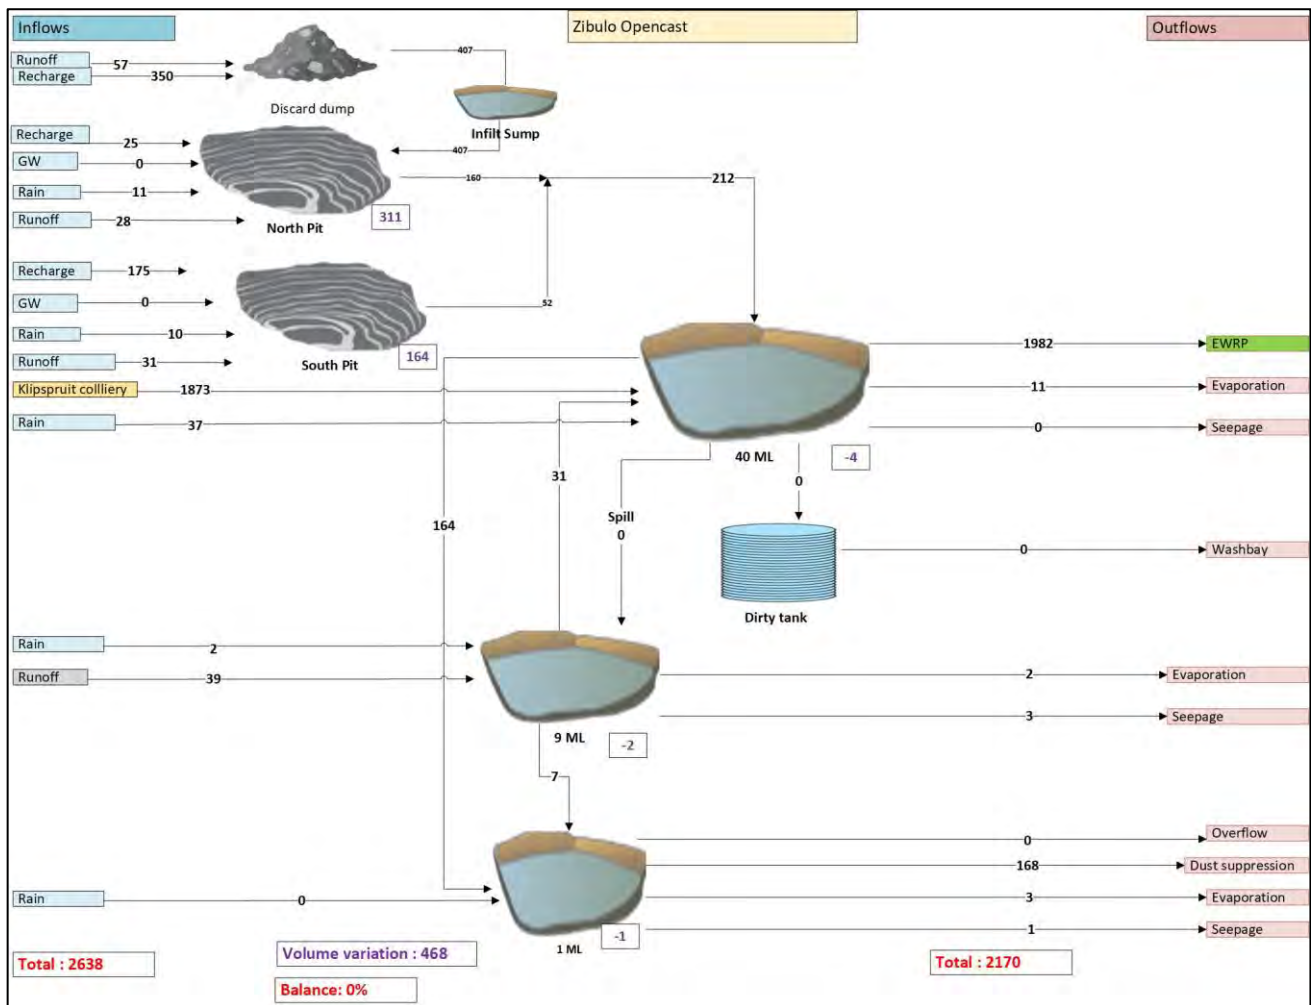 Inflows
Zibulo Opencast
Outflows
Runoff
57
407
Recharge
350
Discard dump
Infilt Sump
Recharge
25
407
GW
0
160
212
Rain
11
Runoff
28
311
North Pit
Recharge
175
GW
0
52
Rain
10
Runoff
31
South Pit
164
1982
EWRP
Klipspruit colliery
1873
11
Evaporation
Rain
37
0
Seepage
40 ML
-4
31
0
164
Spill
0
0
Washbay
Dirty tank
Rain
2
Runoff
39
2
Evaporation
3
Seepage
9 ML
-2
7
0
Overflow
168
Dust suppression
Rain
0
3
Evaporation
1
Seepage
1 ML
-1
Total : 2638
Volume variation : 468
Total : 2170
Balance: 0%